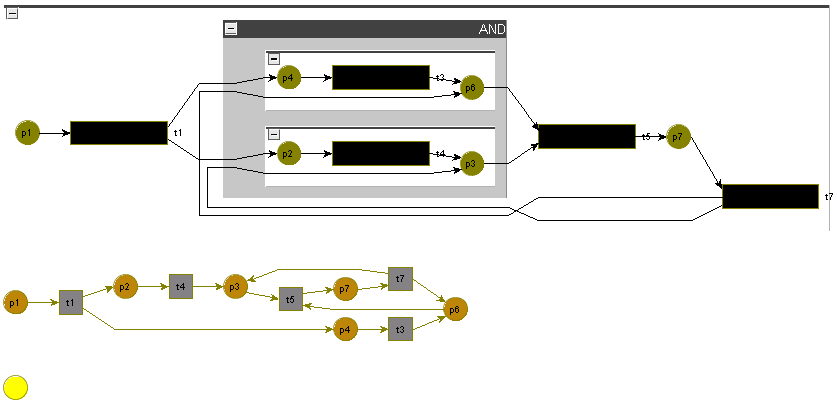 AND
p4 t3 p6
p1 t1
p2 t4 p3
t5 p7
t7
p1 t1 p2 t4 p3 t5 p7 t7 p6
p4 t3